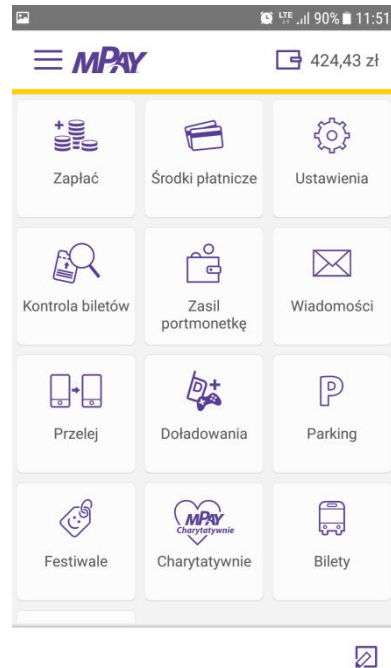 LTE 90% 11:51
mPAY 424,43 zł
Zapłać
Środki płatnicze
Ustawienia
Kontrola biletów
Zasil
portmonetkę
Wiadomości
Przelej
Doładowania
Parking
Festiwale
mPAY
Charytatywnie
Charytatywnie
Bilety